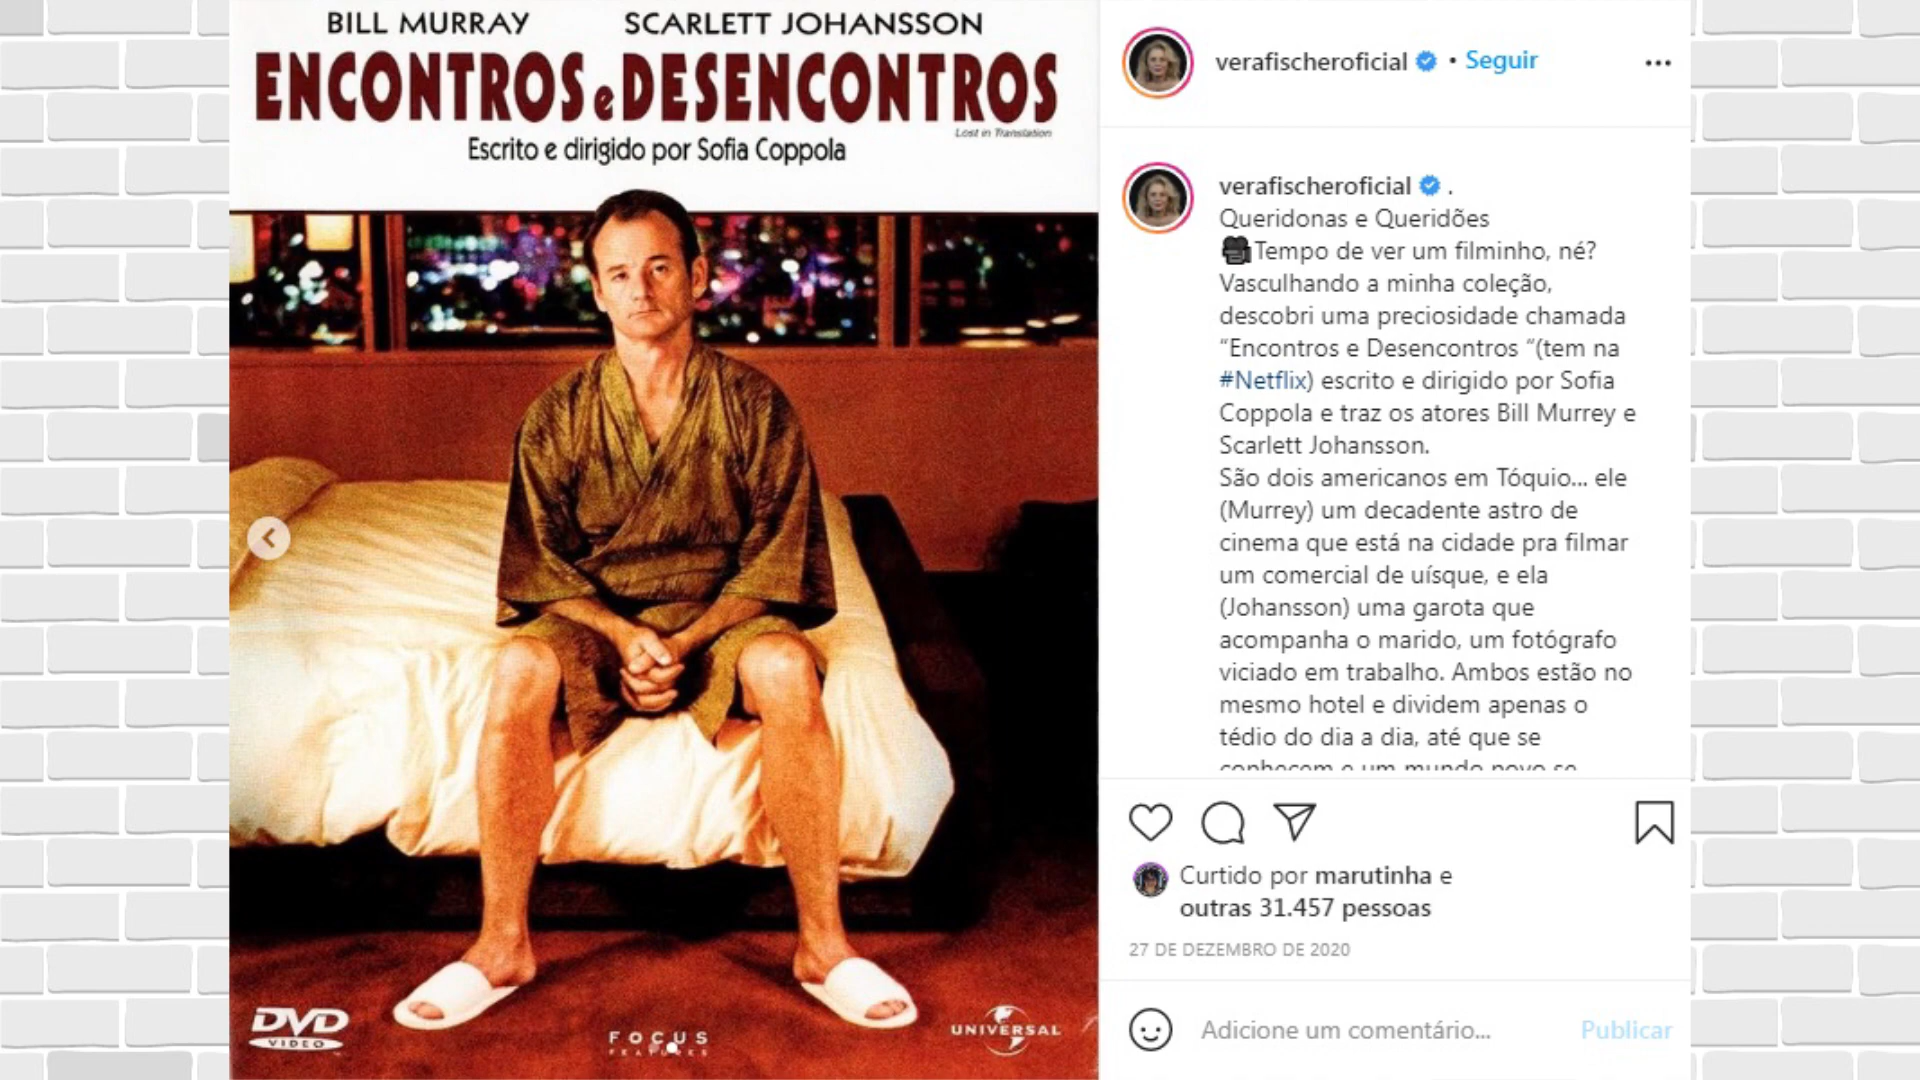 BILL MURRAY SCARLETT JOHANSSON
ENCONTROS e DESENCONTROS
Lost in Translation
Escrito e dirigido por Sofia Coppola
DVD
VIDEO
FOCUS
FEATURES
UNIVERSAL
verafischeroficial • Seguir
verafischeroficial .
Queridonas e Queridões
Tempo de ver um filminho, né?
Vasculhando a minha coleção,
descobri uma preciosidade chamada
“Encontros e Desencontros “(tem na
#Netflix) escrito e dirigido por Sofia
Coppola e traz os atores Bill Murrey e
Scarlett Johansson.
São dois americanos em Tóquio... ele
(Murrey) um decadente astro de
cinema que está na cidade pra filmar
um comercial de uísque, e ela
(Johansson) uma garota que
acompanha o marido, um fotógrafo
viciado em trabalho. Ambos estão no
mesmo hotel e dividem apenas o
tédio do dia a dia, até que se
conhecem e um mundo novo se
Curtido por marutinha e
outras 31.457 pessoas
27 DE DEZEMBRO DE 2020
Adicione um comentário... Publicar